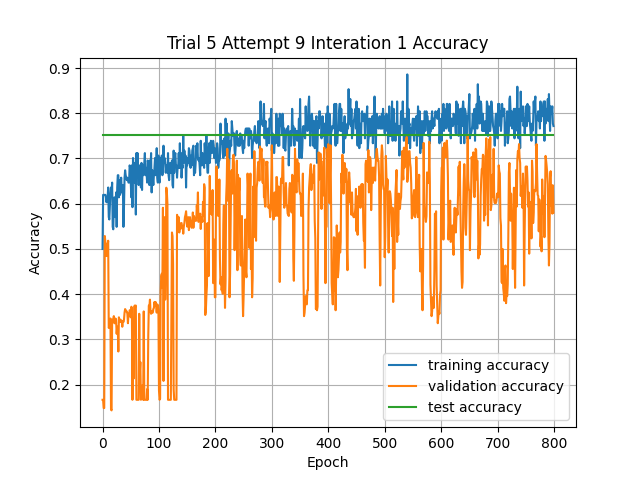 Trial 5 Attempt 9 Interation 1 Accuracy
0.9
0.8
0.7
0.6
0.5
0.4
0.3
0.2
Accuracy
training accuracy
validation accuracy
test accuracy
0 100 200 300 400 500 600 700 800
Epoch